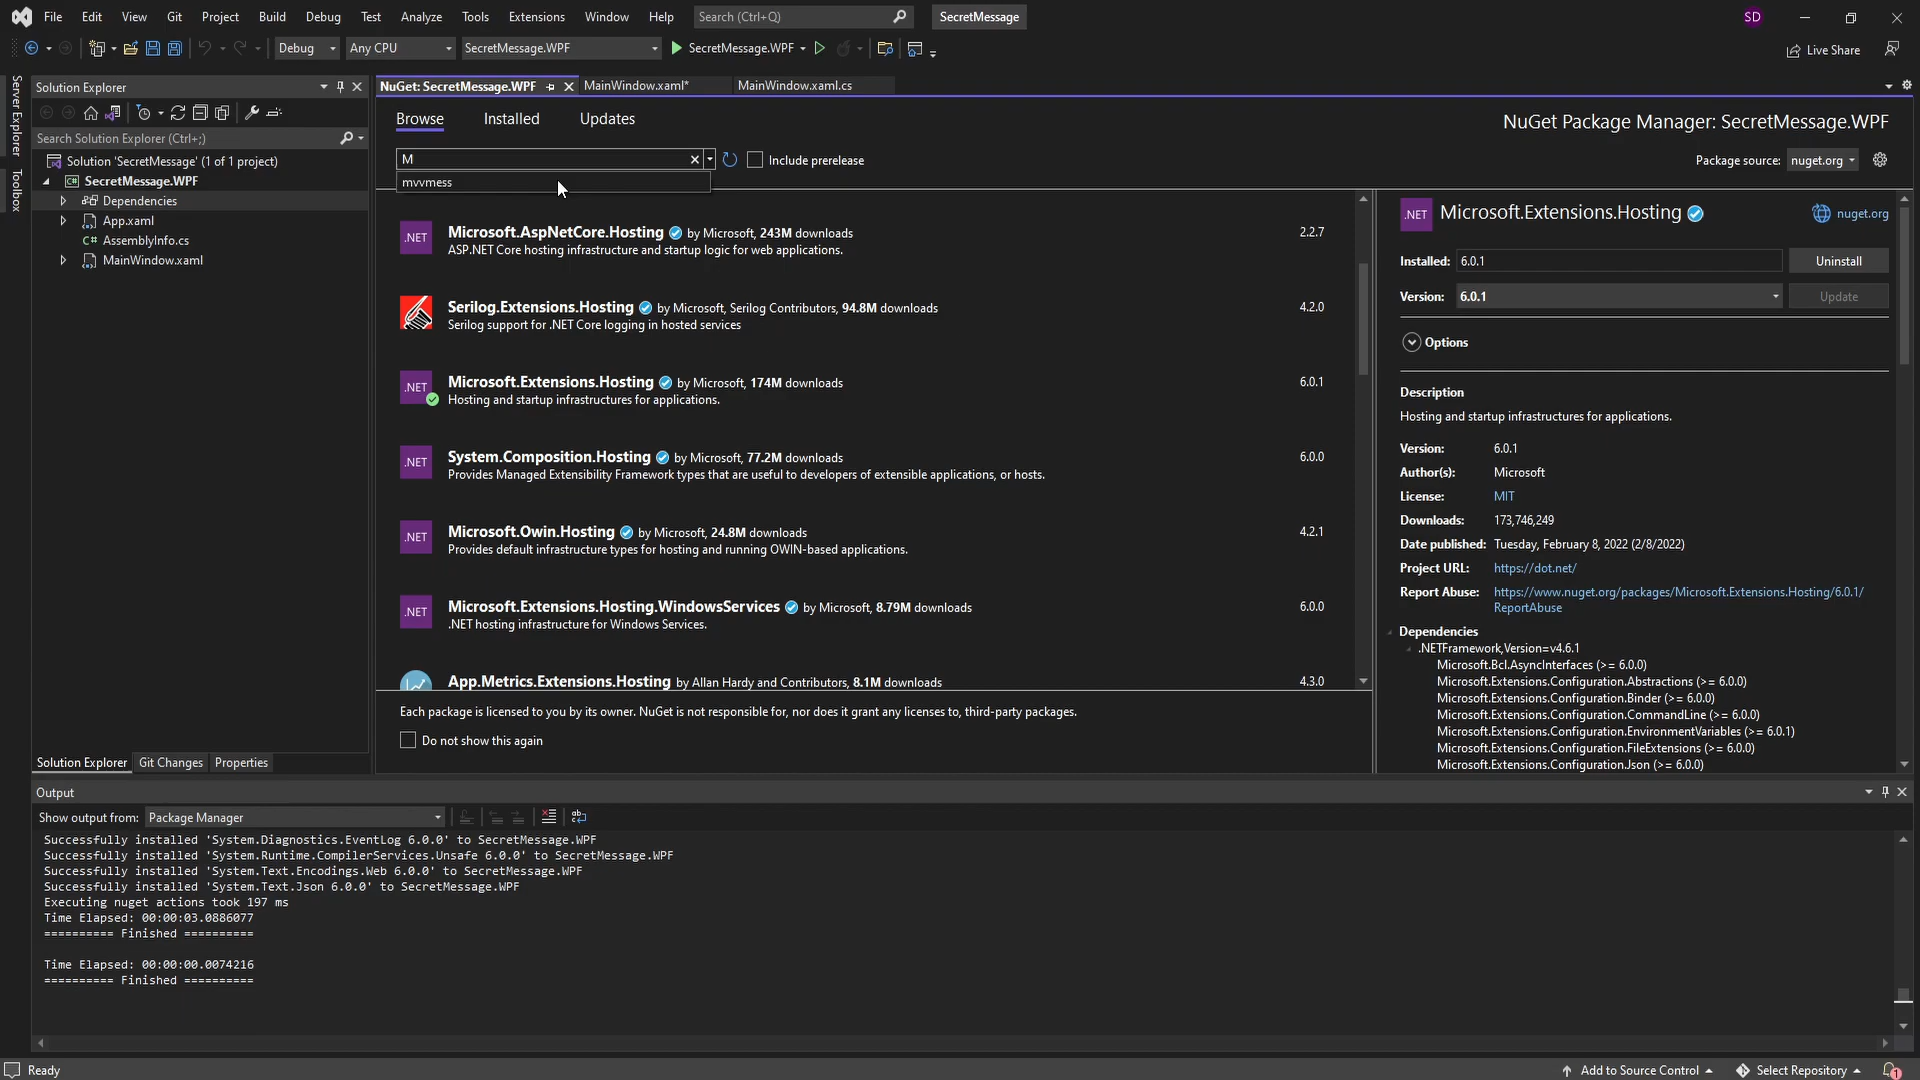 File Edit View Git Project Build Debug Test Analyze Tools Extensions Window Help Search (Ctrl+Q) SecretMessage SD
Debug Any CPU SecretMessage.WPF SecretMessage.WPF Live Share
Server Explorer
Toolbox
Solution Explorer
Search Solution Explorer (Ctrl+;)
Solution 'SecretMessage' (1 of 1 project)
C# SecretMessage.WPF
Dependencies
App.xaml
C# AssemblyInfo.cs
MainWindow.xaml
Solution Explorer Git Changes Properties
NuGet: SecretMessage.WPF MainWindow.xaml* MainWindow.xaml.cs
Browse Installed Updates
NuGet Package Manager: SecretMessage.WPF
M
Include prerelease
Package source: nuget.org
mvvmess
.NET Microsoft.AspNetCore.Hosting by Microsoft, 243M downloads 2.2.7
ASP.NET Core hosting infrastructure and startup logic for web applications.
Serilog.Extensions.Hosting by Microsoft, Serilog Contributors, 94.8M downloads 4.2.0
Serilog support for .NET Core logging in hosted services
.NET Microsoft.Extensions.Hosting by Microsoft, 174M downloads 6.0.1
Hosting and startup infrastructures for applications.
.NET System.Composition.Hosting by Microsoft, 77.2M downloads 6.0.0
Provides Managed Extensibility Framework types that are useful to developers of extensible applications, or hosts.
.NET Microsoft.Owin.Hosting by Microsoft, 24.8M downloads 4.2.1
Provides default infrastructure types for hosting and running OWIN-based applications.
.NET Microsoft.Extensions.Hosting.WindowsServices by Microsoft, 8.79M downloads 6.0.0
.NET hosting infrastructure for Windows Services.
App.Metrics.Extensions.Hosting by Allan Hardy and Contributors, 8.1M downloads 4.3.0
Each package is licensed to you by its owner. NuGet is not responsible for, nor does it grant any licenses to, third-party packages.
Do not show this again
.NET Microsoft.Extensions.Hosting nuget.org
Installed: 6.0.1 Uninstall
Version: 6.0.1 Update
Options
Description
Hosting and startup infrastructures for applications.
Version: 6.0.1
Author(s): Microsoft
License: MIT
Downloads: 173,746,249
Date published: Tuesday, February 8, 2022 (2/8/2022)
Project URL: https://dot.net/
Report Abuse: https://www.nuget.org/packages/Microsoft.Extensions.Hosting/6.0.1/
ReportAbuse
Dependencies
.NETFramework,Version=v4.6.1
Microsoft.Bcl.AsyncInterfaces (>= 6.0.0)
Microsoft.Extensions.Configuration.Abstractions (>= 6.0.0)
Microsoft.Extensions.Configuration.Binder (>= 6.0.0)
Microsoft.Extensions.Configuration.CommandLine (>= 6.0.0)
Microsoft.Extensions.Configuration.EnvironmentVariables (>= 6.0.1)
Microsoft.Extensions.Configuration.FileExtensions (>= 6.0.0)
Microsoft.Extensions.Configuration.Json (>= 6.0.0)
Output
Show output from: Package Manager
Successfully installed 'System.Diagnostics.EventLog 6.0.0' to SecretMessage.WPF
Successfully installed 'System.Runtime.CompilerServices.Unsafe 6.0.0' to SecretMessage.WPF
Successfully installed 'System.Text.Encodings.Web 6.0.0' to SecretMessage.WPF
Successfully installed 'System.Text.Json 6.0.0' to SecretMessage.WPF
Executing nuget actions took 197 ms
Time Elapsed: 00:00:03.0886077
========== Finished ==========
Time Elapsed: 00:00:00.0074216
========== Finished ==========
Ready Add to Source Control Select Repository 1